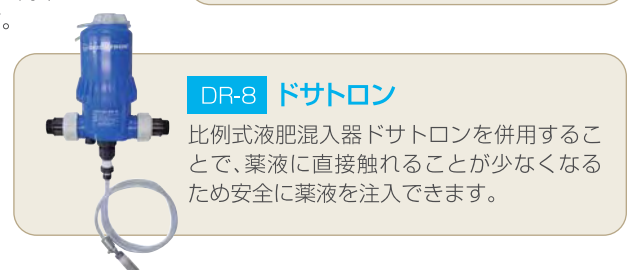 。
DR-8 ドサトロン
比例式液肥混入器ドサトロンを併用するこ
とで、薬液に直接触れることが少なくなる
ため安全に薬液を注入できます。